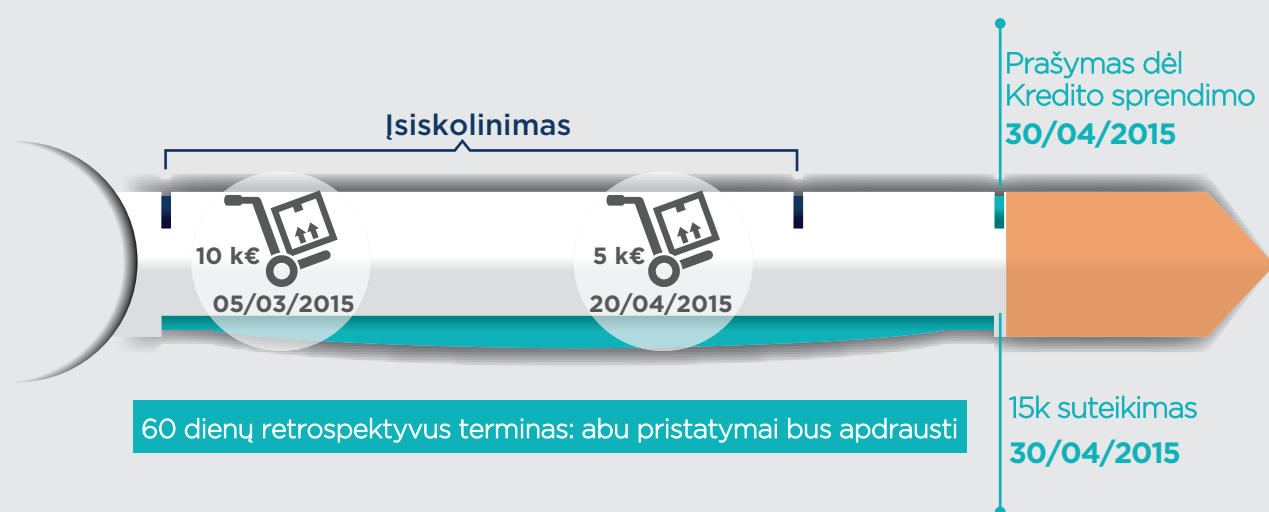 Prašymas dėl
Kredito sprendimo
30/04/2015
Įsiskolinimas
10 k€
05/03/2015
5 k€
20/04/2015
60 dienų retrospektyvus terminas: abu pristatymai bus apdrausti
15k suteikimas
30/04/2015